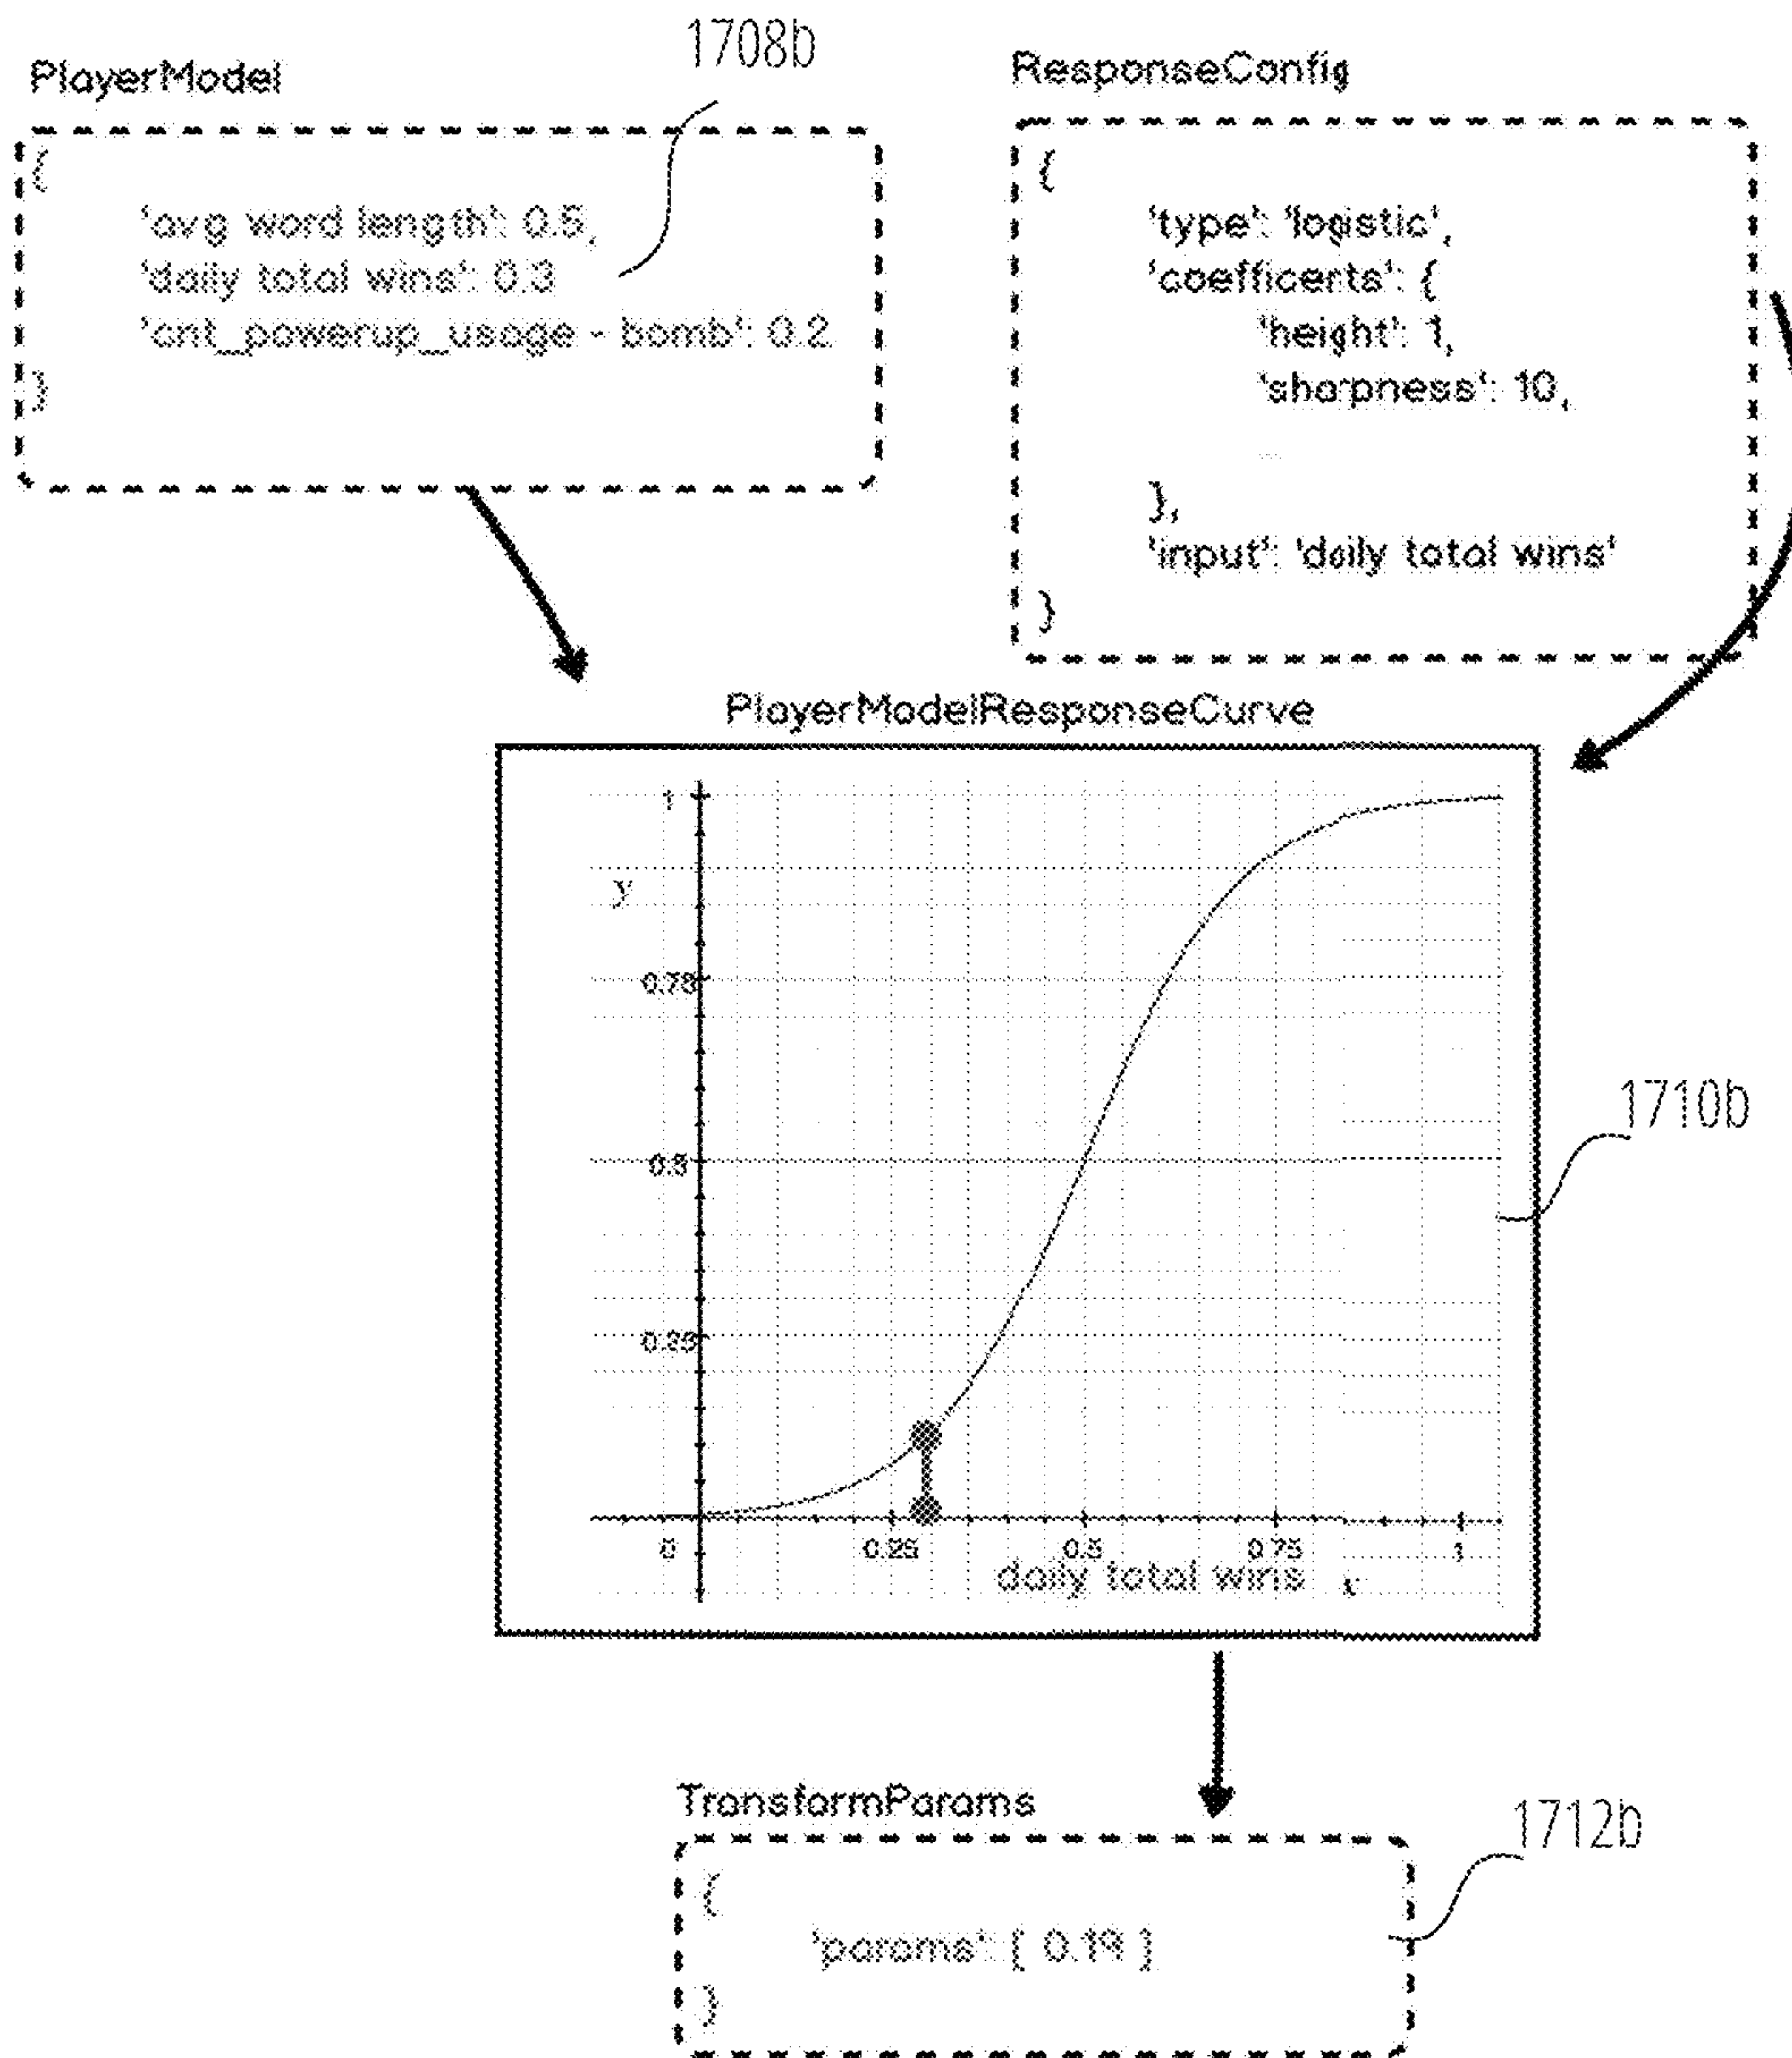 1708b
PlayerModel
{
'avg word length': 0.5,
'daily total wins': 0.3
'cnt_powerup_usage - bomb': 0.2
}
ResponseConfig
{
'type': 'logistic',
'coefficerts': {
'height': 1,
'sharpness': 10,
...
},
'input': 'daily total wins'
}
PlayerModelResponseCurve
1
y
0.75
0.5
0.25
0
0.25
0.5
0.75
1
daily total wins
x
1710b
TransformParams
{
'params': [ 0.19 ]
}
1712b